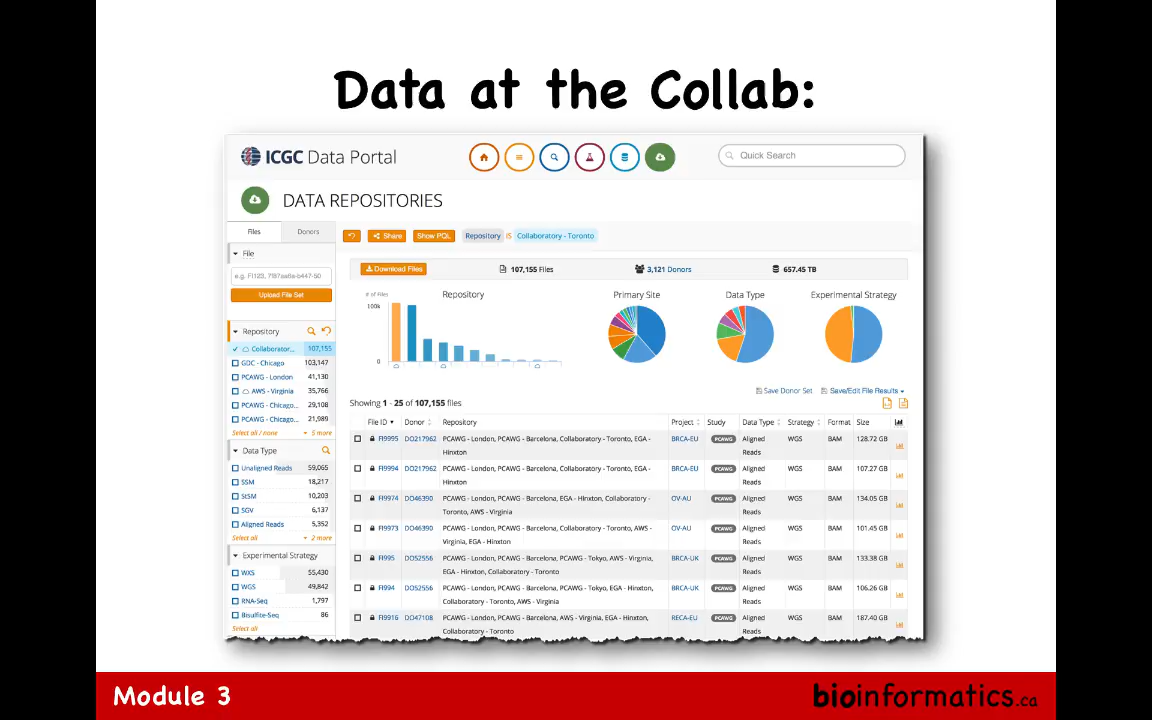 Data at the Collab:
ICGC Data Portal
Quick Search
DATA REPOSITORIES
Files Donors
Share Show PQL Repository IS Collaboratory - Toronto
File
e.g. FI120, 7f87aa6e-b447-50
Upload File Set
Download Files 107,155 Files 3,121 Donors 657.45 TB
# of Files Repository Primary Site Data Type Experimental Strategy
100k
0
Repository
Collaborator... 107,155
GDC - Chicago 103,147
PCAWG - London 41,130
AWS - Virginia 35,766
PCAWG - Chicago... 29,108
PCAWG - Chicago... 21,989
Select all / none 5 more
Data Type
Unaligned Reads 59,065
SSM 18,217
StSM 10,203
SGV 6,137
Aligned Reads 5,352
Select all 2 more
Experimental Strategy
WXS 55,430
WGS 49,842
RNA-Seq 1,797
Bisulfite-Seq 86
Select all
Save Donor Set Save/Edit File Results
Showing 1 - 25 of 107,155 files
File ID Donor Repository Project Study Data Type Strategy Format Size
FI9995 DO217962 PCAWG - London, PCAWG - Barcelona, Collaboratory - Toronto, EGA - BRCA-EU PCAWG Aligned WGS BAM 128.72 GB
Hinxton Reads
FI9994 DO217962 PCAWG - London, PCAWG - Barcelona, Collaboratory - Toronto, EGA - BRCA-EU PCAWG Aligned WGS BAM 107.27 GB
Hinxton Reads
FI9974 DO46390 PCAWG - London, PCAWG - Barcelona, EGA - Hinxton, Collaboratory - OV-AU PCAWG Aligned WGS BAM 134.05 GB
Toronto, AWS - Virginia Reads
FI9973 DO46390 PCAWG - London, PCAWG - Barcelona, Collaboratory - Toronto, AWS - OV-AU PCAWG Aligned WGS BAM 101.45 GB
Virginia, EGA - Hinxton Reads
FI995 DO52556 PCAWG - London, PCAWG - Barcelona, PCAWG - Tokyo, AWS - Virginia, BRCA-UK PCAWG Aligned WGS BAM 133.38 GB
EGA - Hinxton, Collaboratory - Toronto Reads
FI994 DO52556 PCAWG - London, PCAWG - Barcelona, PCAWG - Tokyo, EGA - Hinxton, BRCA-UK PCAWG Aligned WGS BAM 106.26 GB
Collaboratory - Toronto, AWS - Virginia Reads
FI9916 DO47108 PCAWG - London, PCAWG - Barcelona, AWS - Virginia, EGA - Hinxton, RECA-EU PCAWG Aligned WGS BAM 187.40 GB
Collaboratory - Toronto Reads
Module 3
bioinformatics.ca